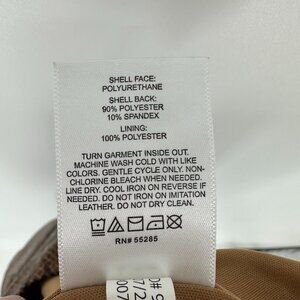 SHELL FACE:
POLYURETHANE
SHELL BACK:
90% POLYESTER
10% SPANDEX
LINING:
100% POLYESTER
TURN GARMENT INSIDE OUT.
MACHINE WASH COLD WITH LIKE
COLORS. GENTLE CYCLE ONLY. NON-
CHLORINE BLEACH WHEN NEEDED.
LINE DRY. COOL IRON ON REVERSE IF
NEEDED. DO NOT IRON ON IMITATION
LEATHER. DO NOT DRY CLEAN.
RN# 55285